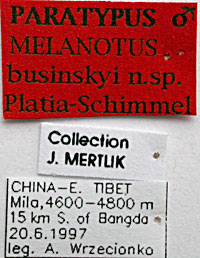 PARATYPUS ♂
MELANOTUS
businskyi n.sp.
Platia-Schimmel
Collection
J. MERTLIK
CHINA-E. TIBET
Mila,4600-4800 m
15 km S. of Bangda
20.6.1997
leg. A. Wrzecionko